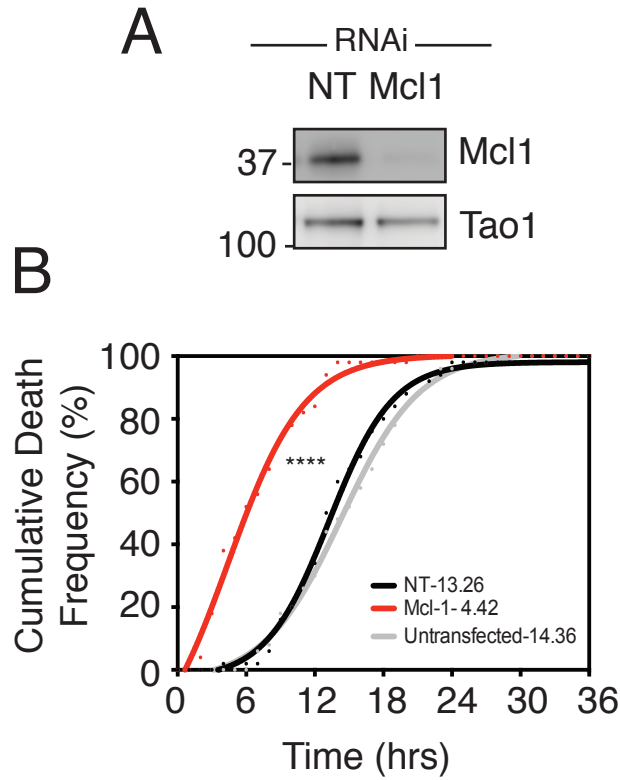 A
RNAi
NT Mcl1
37 - Mcl1
100 - Tao1
B
Cumulative Death
Frequency (%)
100
80
60
40
20
0
****
NT-13.26
Mcl-1- 4.42
Untransfected-14.36
0 6 12 18 24 30 36
Time (hrs)